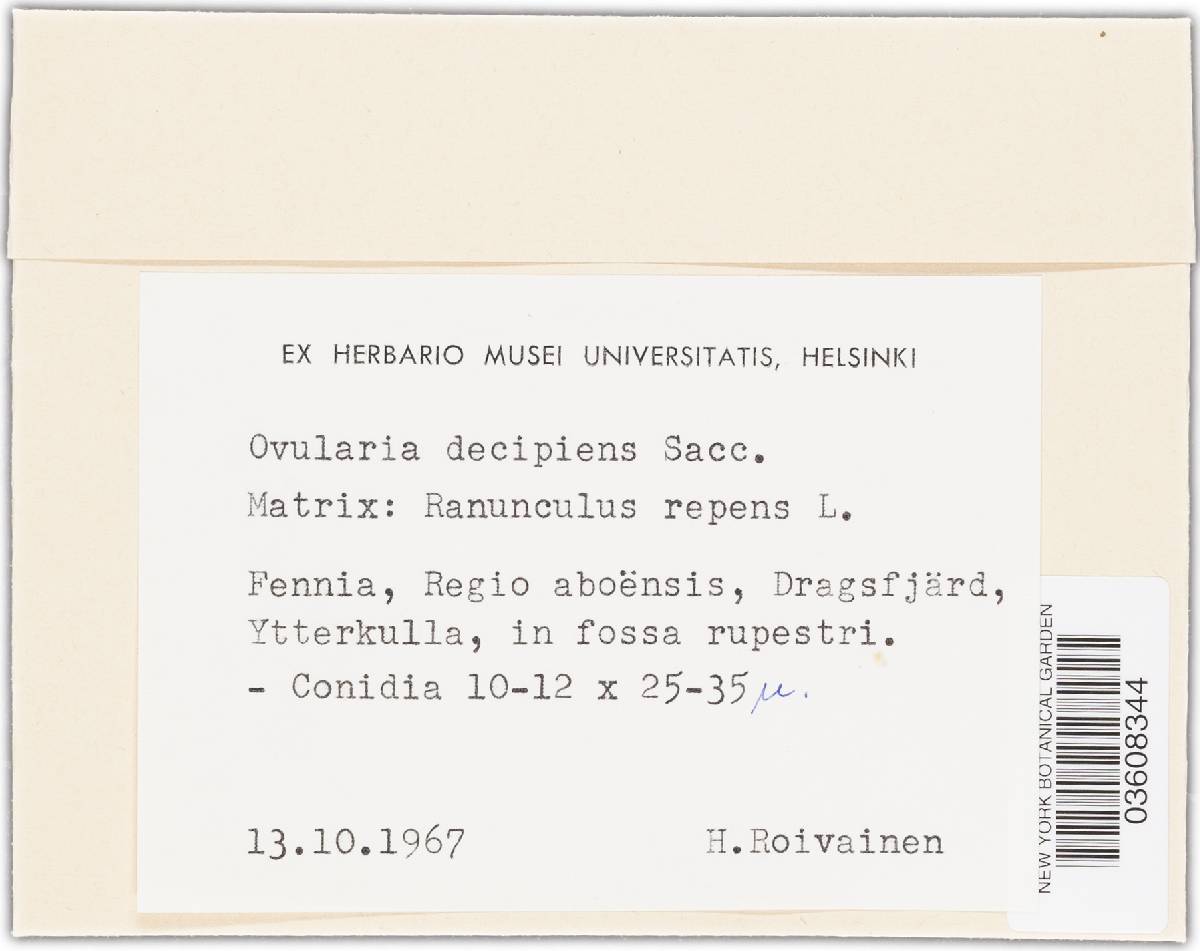 EX HERBARIO MUSEI UNIVERSITATIS, HELSINKI
Ovularia decipiens Sacc.
Matrix: Ranunculus repens L.
Fennia, Regio aboënsis, Dragsfjärd,
Ytterkulla, in fossa rupestri.
- Conidia 10-12 x 25-35 µ.
13.10.1967 H.Roivainen
NEW YORK BOTANICAL GARDEN
03608344